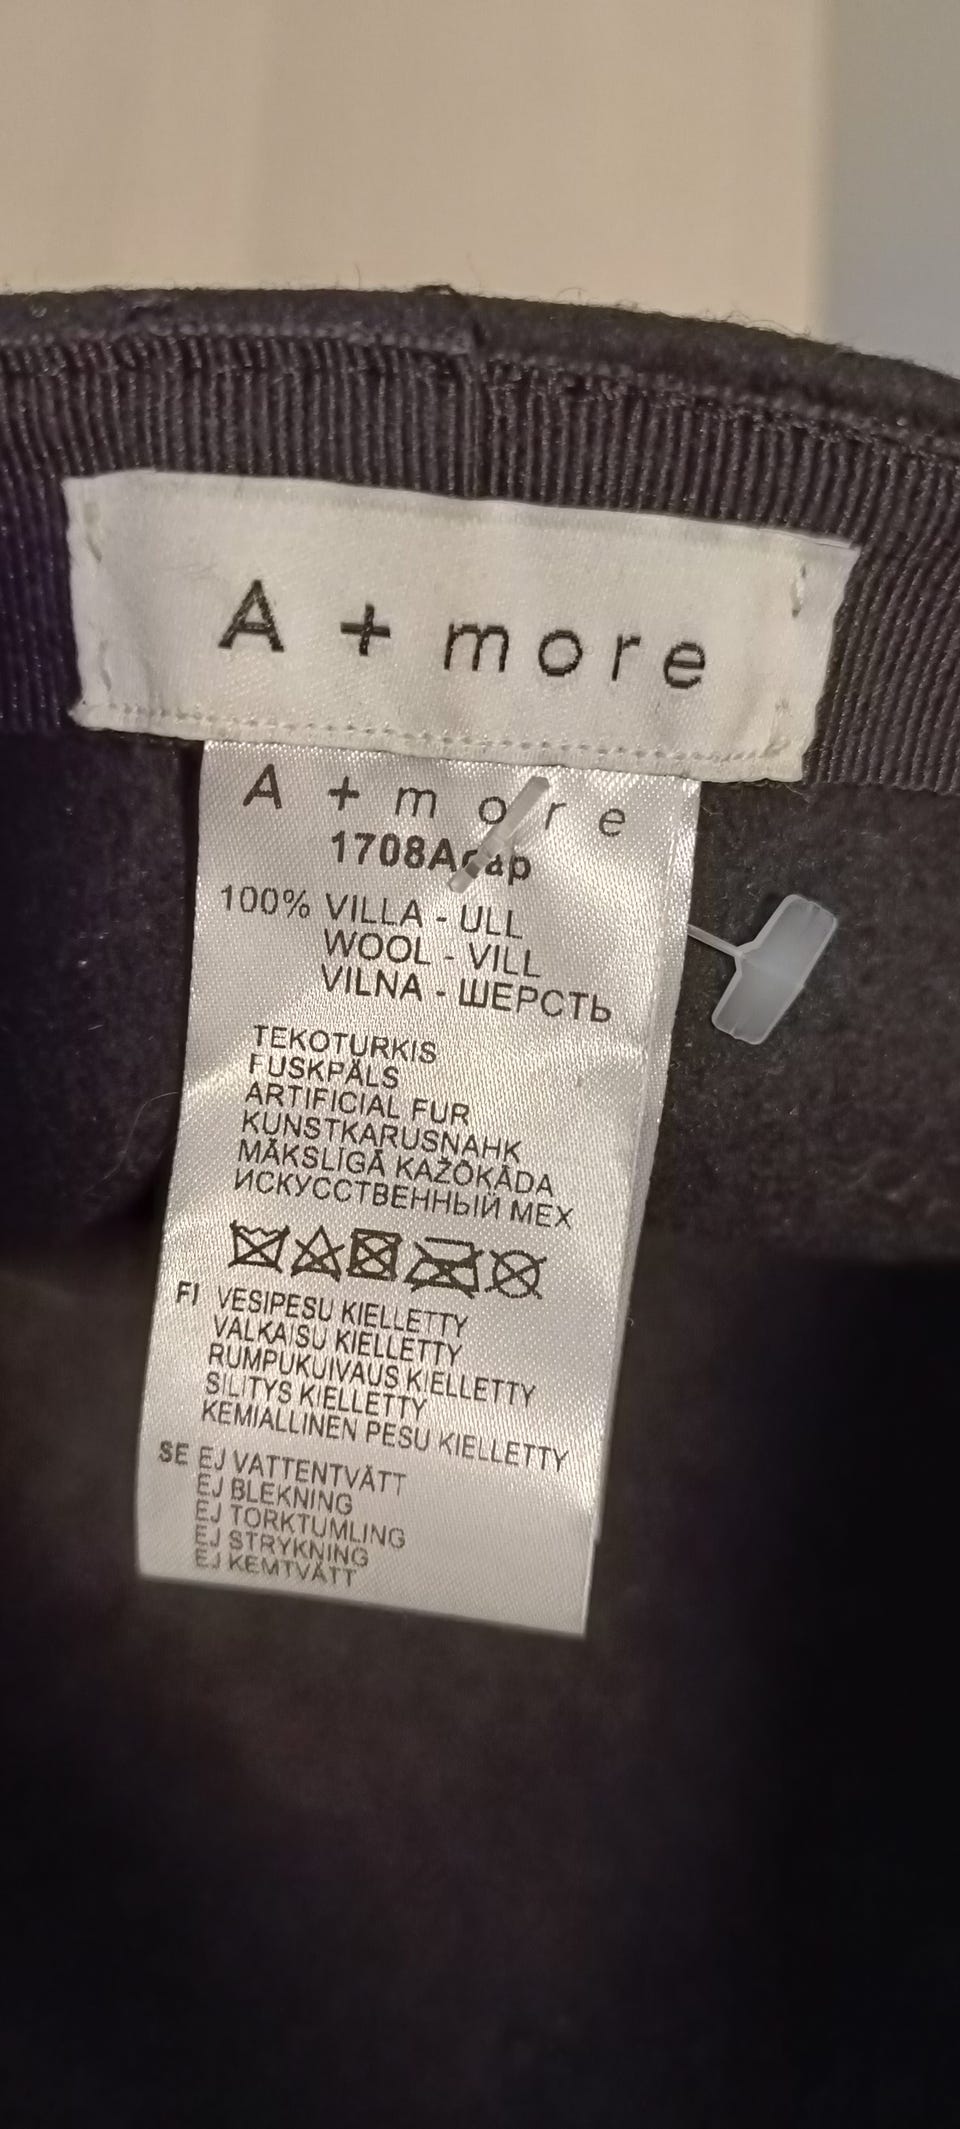 A + more
A + more
1708Acap
100% VILLA - ULL
WOOL - VILL
VILNA - ШЕРСТЬ
TEKOTURKIS
FUSKPÄLS
ARTIFICIAL FUR
KUNSTKARUSNAHK
MĀKSLĪGĀ KAŽOKĀDA
ИСКУССТВЕННЫЙ МЕХ
FI VESIPESU KIELLETTY
VALKAISU KIELLETTY
RUMPUKUIVAUS KIELLETTY
SILITYS KIELLETTY
KEMIALLINEN PESU KIELLETTY
SE EJ VATTENTVÄTT
EJ BLEKNING
EJ TORKTUMLING
EJ STRYKNING
EJ KEMTVÄTT